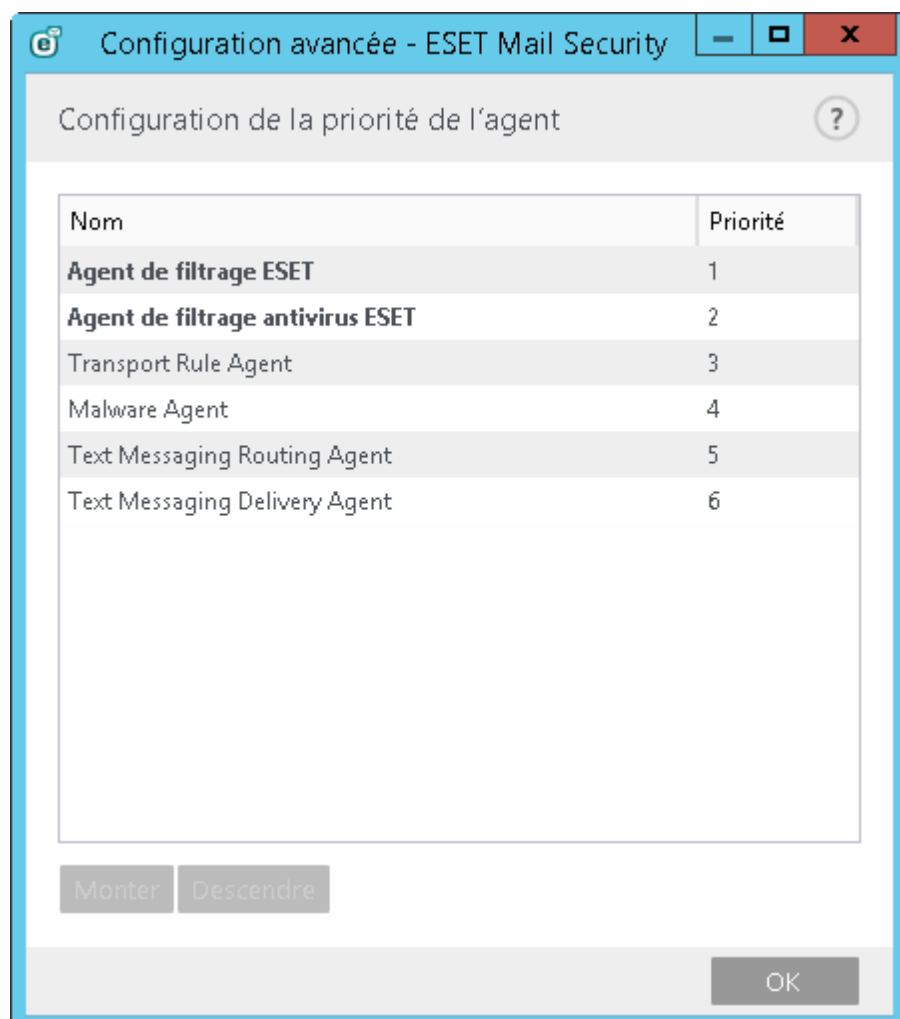 Configuration avancée - ESET Mail Security
Configuration de la priorité de l'agent
?
Nom Priorité
Agent de filtrage ESET 1
Agent de filtrage antivirus ESET 2
Transport Rule Agent 3
Malware Agent 4
Text Messaging Routing Agent 5
Text Messaging Delivery Agent 6
Monter Descendre
OK